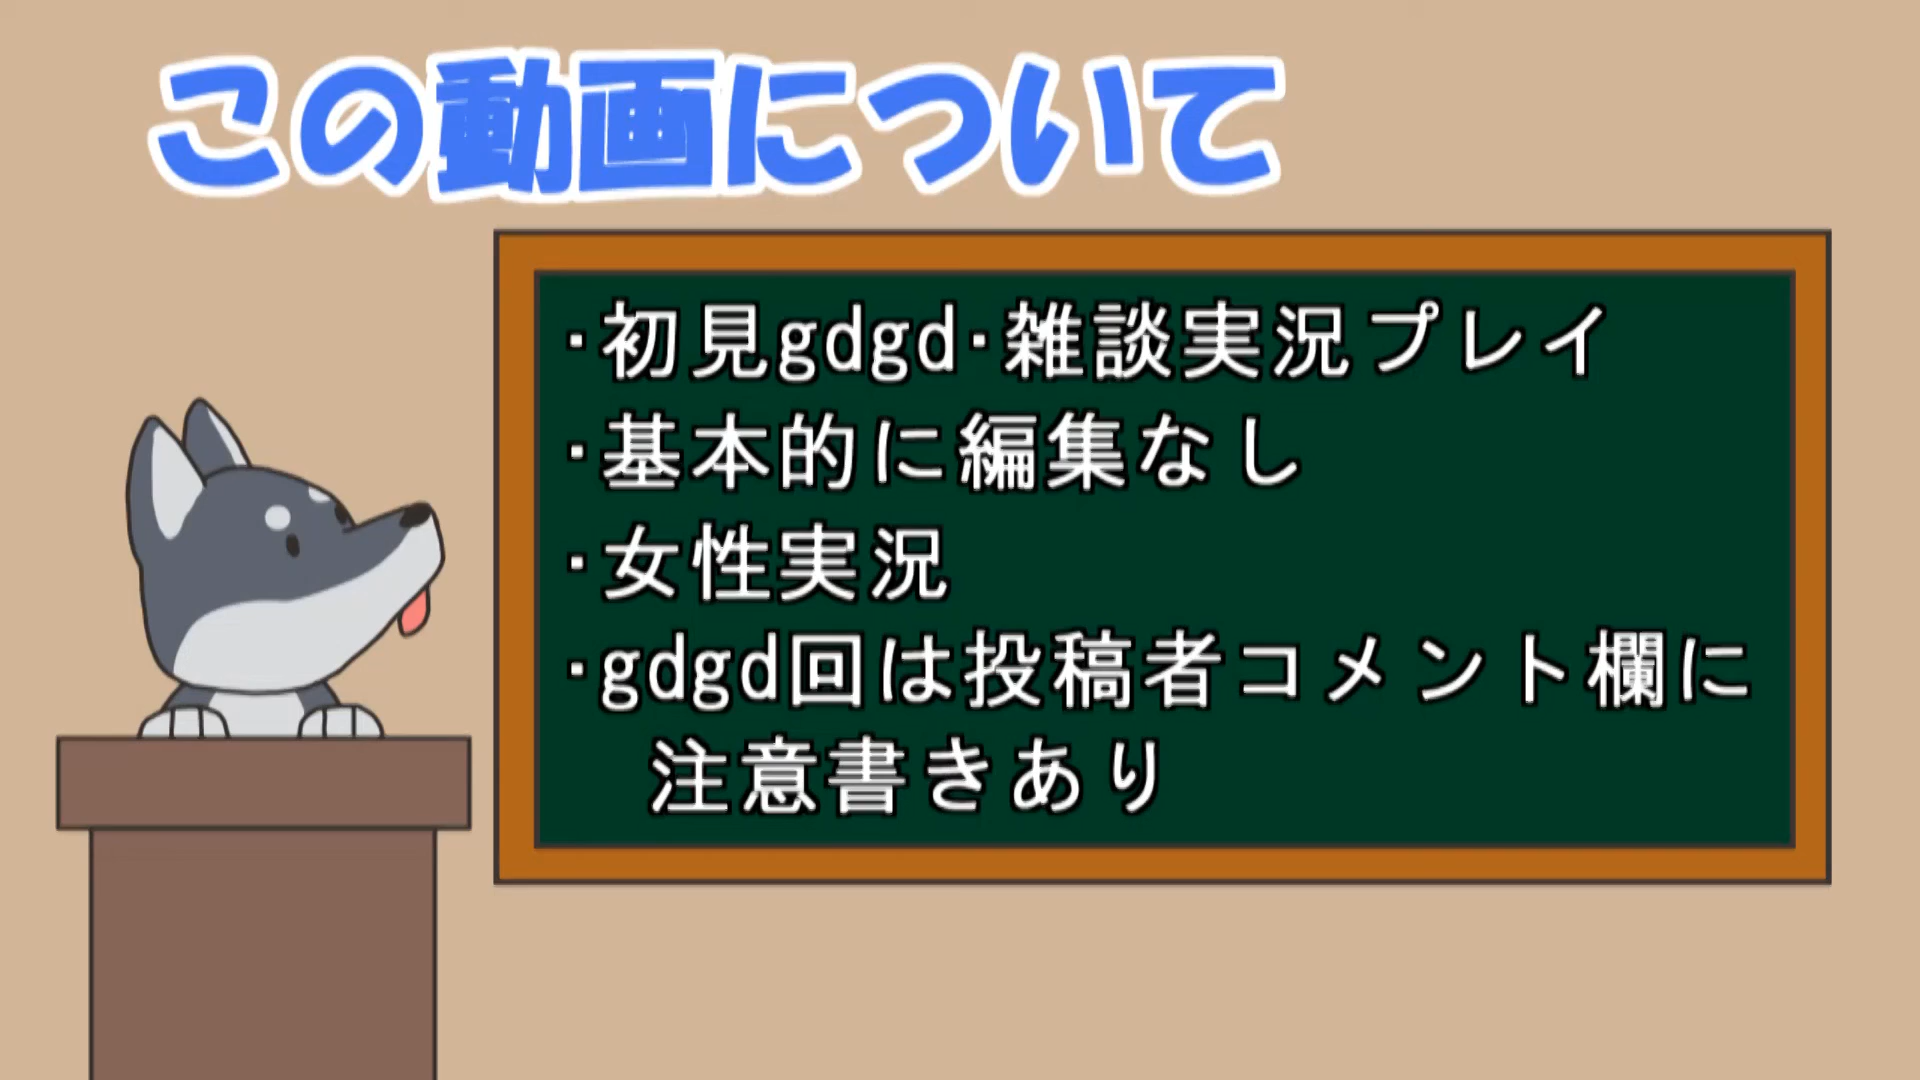 この動画について
･初見gdgd･雑談実況プレイ
･基本的に編集なし
･女性実況
･gdgd回は投稿者コメント欄に
注意書きあり